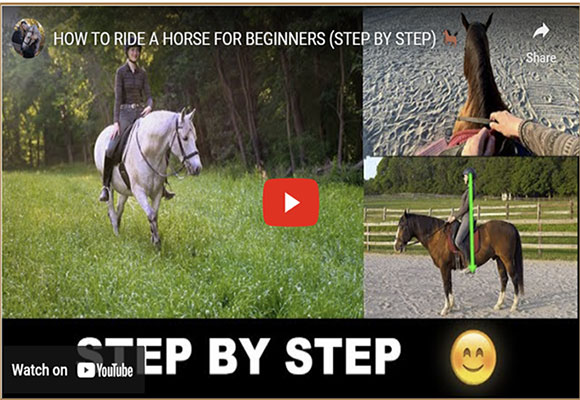 HOW TO RIDE A HORSE FOR BEGINNERS (STEP BY STEP) 🐎
Share
STEP BY STEP
Watch on YouTube